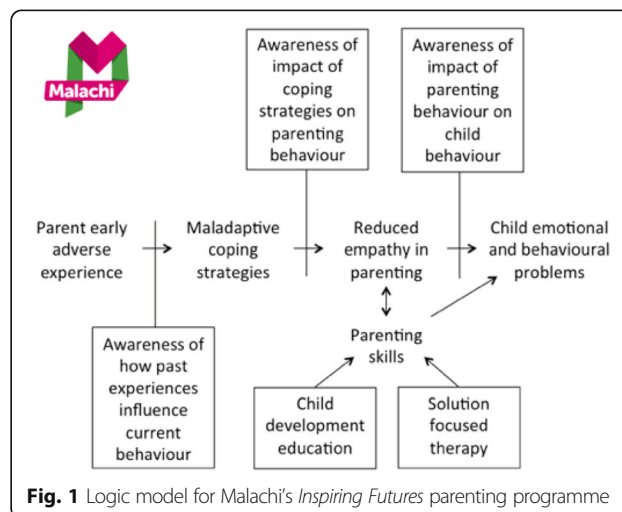 Malachi
Awareness of
impact of
coping
strategies on
parenting
behaviour
Awareness of
impact of
parenting
behaviour on
child
behaviour
Parent early
adverse
experience
Maladaptive
coping
strategies
Reduced
empathy in
parenting
Child emotional
and behavioural
problems
Awareness of
how past
experiences
influence
current
behaviour
Parenting
skills
Child
development
education
Solution
focused
therapy
Fig. 1 Logic model for Malachi's Inspiring Futures parenting programme